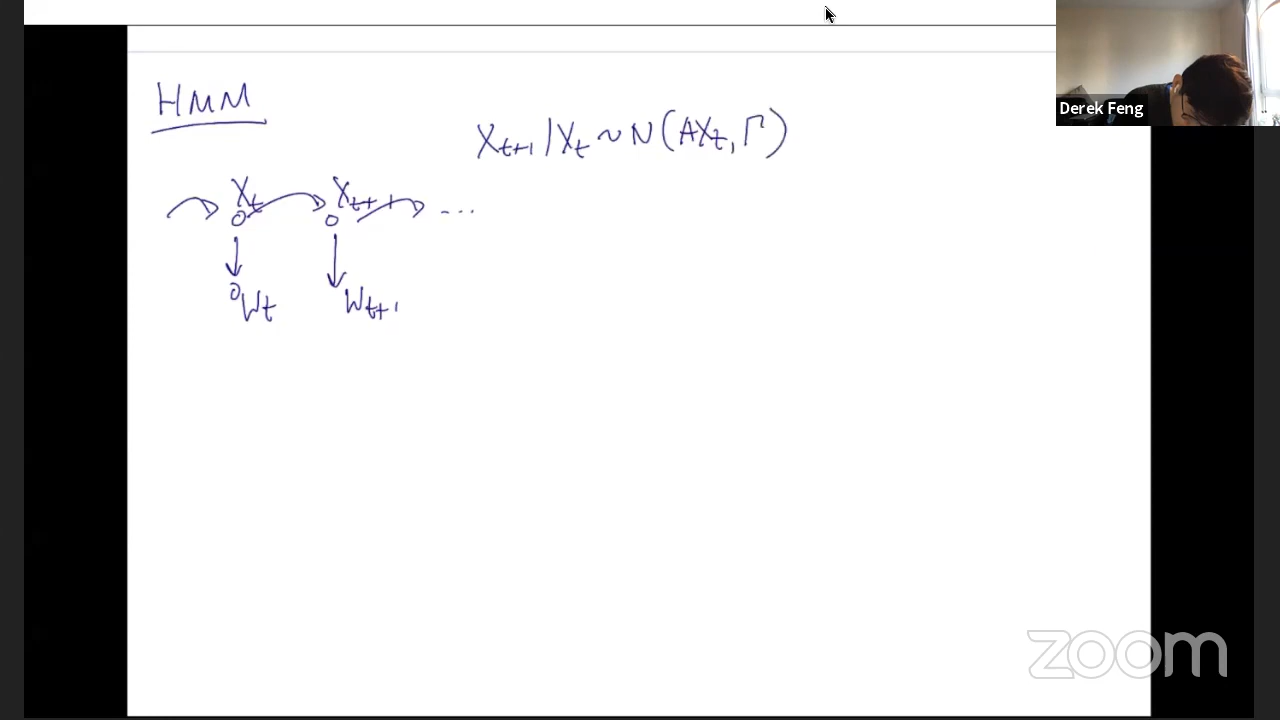 HMM
X_{t+1} | X_t ~ N(AX_t, Γ)
X_t X_{t+1} ...
W_t W_{t+1}
Derek Feng
zoom